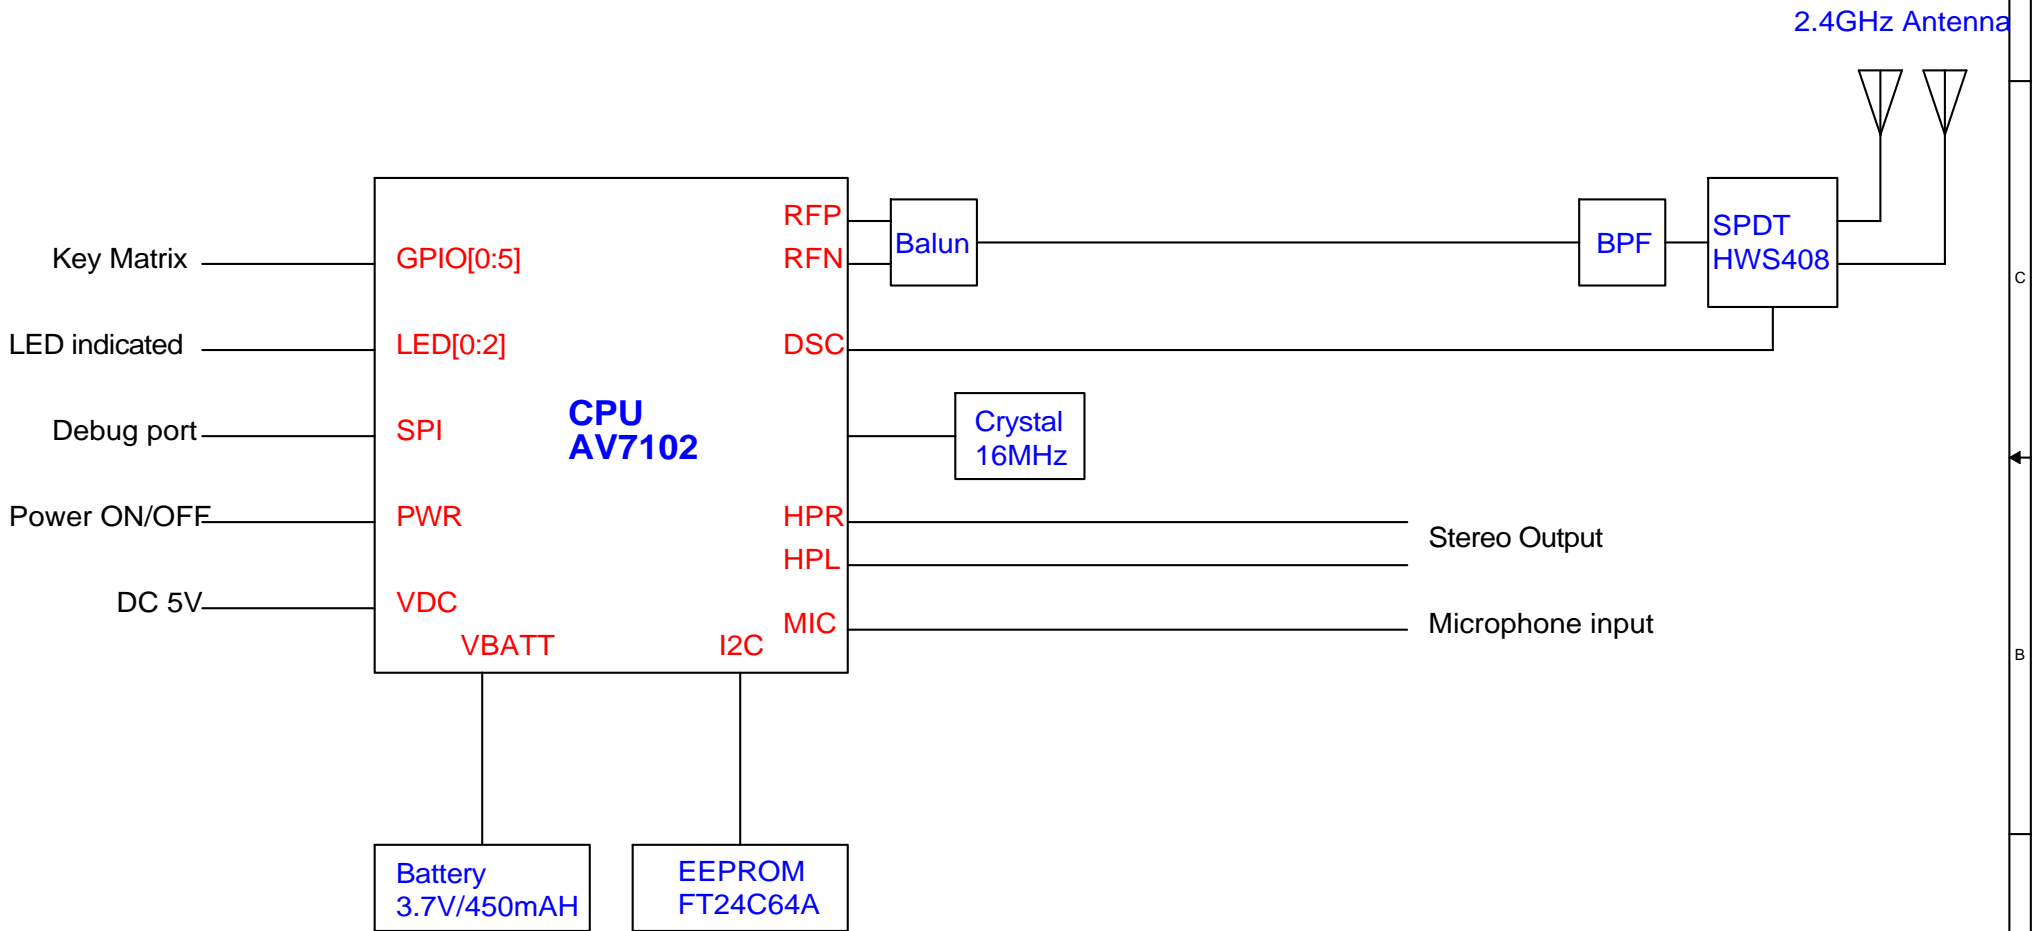 2.4GHz Antenna
RFP
SPDT
Balun
BPF
Key Matrix
GPIO[0:5]
RFN
HWS408
C
LED indicated
LED[0:2]
DSC
CPU
Crystal
Debug port
SPI
AV7102
16MHz
Power ON/OFF
PWR
HPR
Stereo Output
HPL
DC 5V
VDC
MIC
Microphone input
VBATT
I2C
B
Battery
EEPROM
3.7V/450mAH
FT24C64A